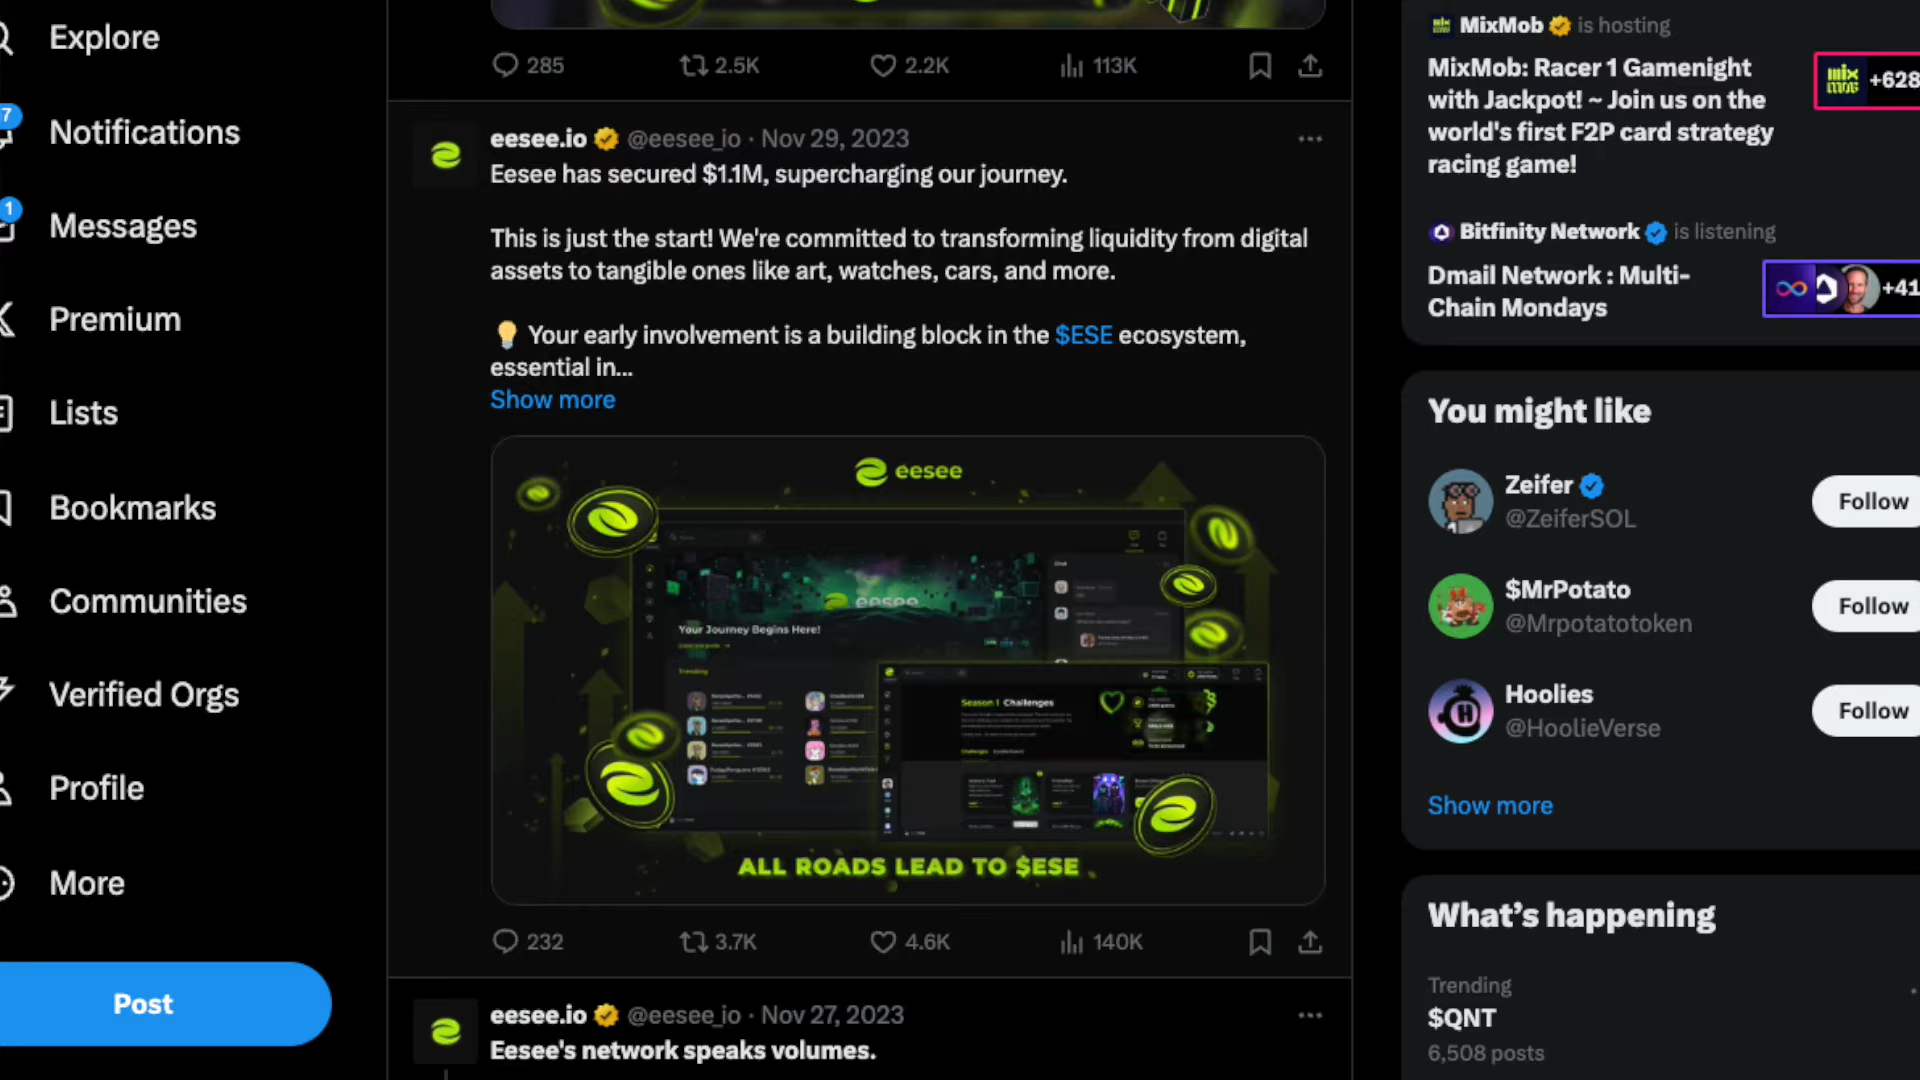 Explore
7
Notifications
1
Messages
Premium
Lists
Bookmarks
Communities
Verified Orgs
Profile
More
Post
285
2.5K
2.2K
113K
eesee.io @eesee_io · Nov 29, 2023
Eesee has secured $1.1M, supercharging our journey.
This is just the start! We're committed to transforming liquidity from digital
assets to tangible ones like art, watches, cars, and more.
Your early involvement is a building block in the $ESE ecosystem,
essential in...
Show more
eesee
eesee
Your Journey Begins Here!
Trending
Season 1 Challenges
ALL ROADS LEAD TO $ESE
232
3.7K
4.6K
140K
eesee.io @eesee_io · Nov 27, 2023
Eesee's network speaks volumes.
MixMob is hosting
MixMob: Racer 1 Gamenight
with Jackpot! ~ Join us on the
world's first F2P card strategy
racing game!
mix
mob
+628
Bitfinity Network is listening
Dmail Network : Multi-
Chain Mondays
+41
You might like
Zeifer
@ZeiferSOL
Follow
$MrPotato
@Mrpotatotoken
Follow
Hoolies
@HoolieVerse
Follow
Show more
What's happening
Trending
$QNT
6,508 posts